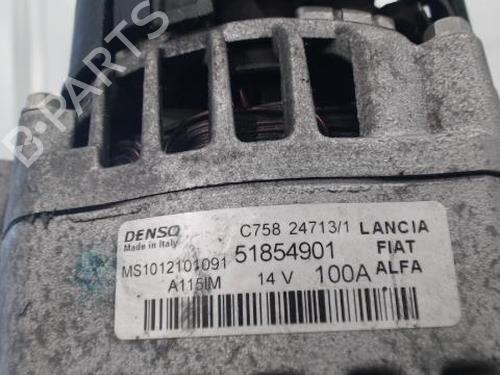 B-PARTS
DENSO C758 24713/1 LANCIA
Made in Italy FIAT
MS1012101091 51854901 ALFA
A115IM 14 V 100A